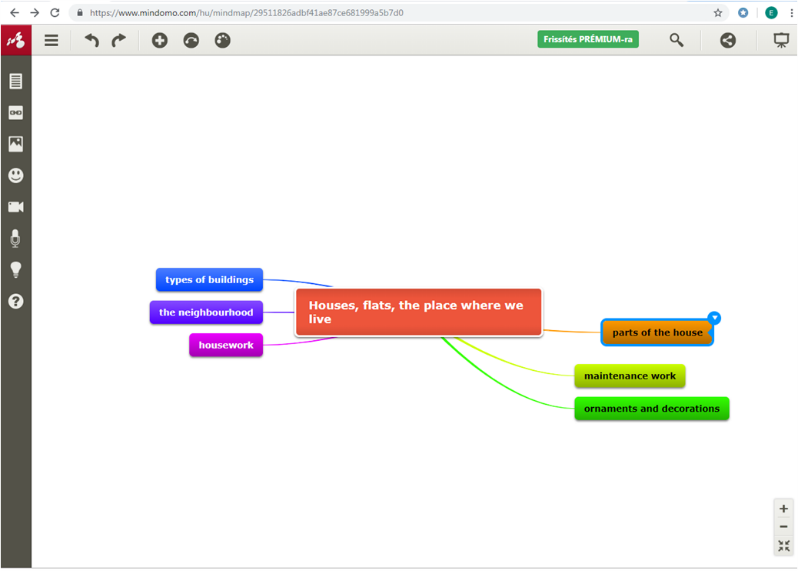 https://www.mindomo.com/hu/mindmap/29511826adbf41ae87ce681999a5b7d0
E
Frissítés PRÉMIUM-ra
types of buildings
the neighbourhood
housework
Houses, flats, the place where we
live
parts of the house
maintenance work
ornaments and decorations